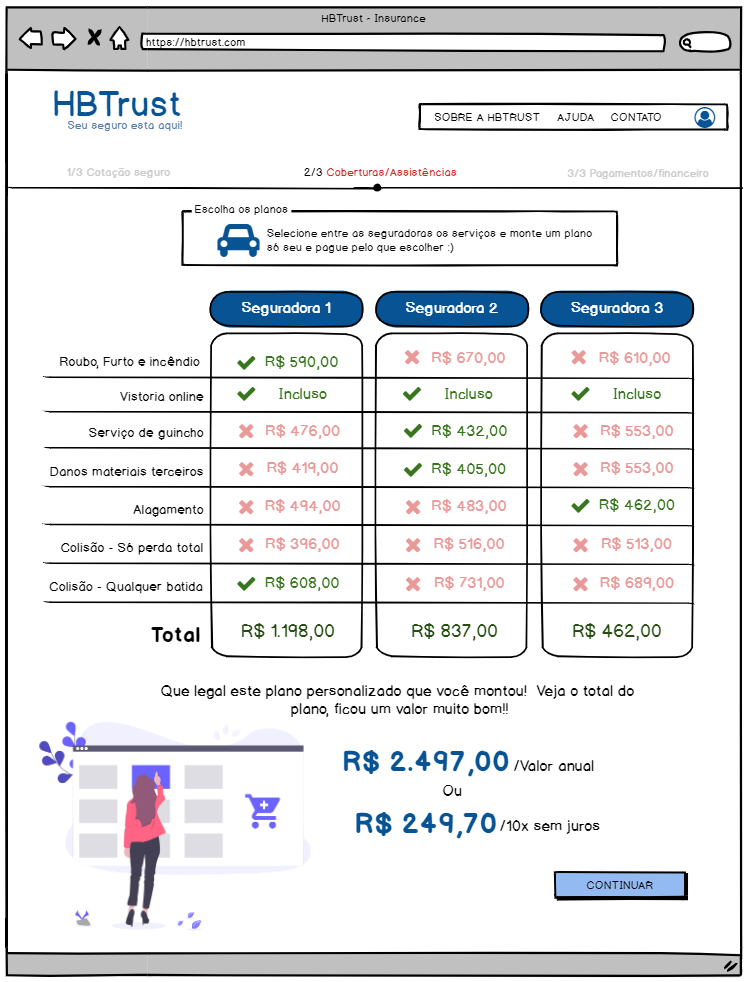 HBTrust - Insurance
https://hbtrust.com
HBTrust
Seu seguro esta aqui!
SOBRE A HBTRUST AJUDA CONTATO
1/3 Cotação seguro 2/3 Coberturas/Assistências 3/3 Pagamentos/financeiro
Escolha os planos
Selecione entre as seguradoras os serviços e monte um plano
só seu e pague pelo que escolher :)
Seguradora 1 Seguradora 2 Seguradora 3
Roubo, Furto e incêndio R$ 590,00 R$ 670,00 R$ 610,00
Vistoria online Incluso Incluso Incluso
Serviço de guincho R$ 476,00 R$ 432,00 R$ 553,00
Danos materiais terceiros R$ 419,00 R$ 405,00 R$ 553,00
Alagamento R$ 494,00 R$ 483,00 R$ 462,00
Colisão - Só perda total R$ 396,00 R$ 516,00 R$ 513,00
Colisão - Qualquer batida R$ 608,00 R$ 731,00 R$ 689,00
Total R$ 1.198,00 R$ 837,00 R$ 462,00
Que legal este plano personalizado que você montou! Veja o total do
plano, ficou um valor muito bom!!
R$ 2.497,00 /Valor anual
Ou
R$ 249,70 /10x sem juros
CONTINUAR